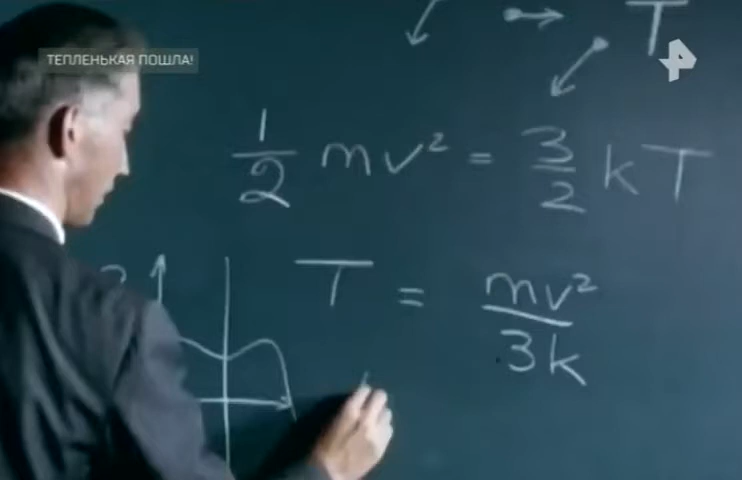 ТЕПЛЕНЬКАЯ ПОШЛА!
T
1/2 mv² = 3/2 kT
T = mv²/3k